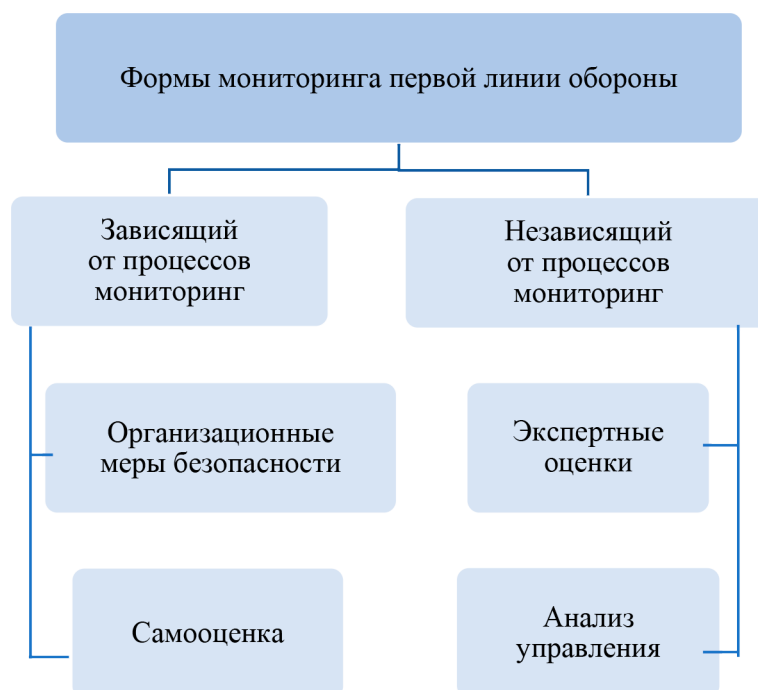 Формы мониторинга первой линии обороны
Зависящий
от процессов
мониторинг
Независящий
от процессов
мониторинг
Организационные
меры безопасности
Экспертные
оценки
Самооценка
Анализ
управления